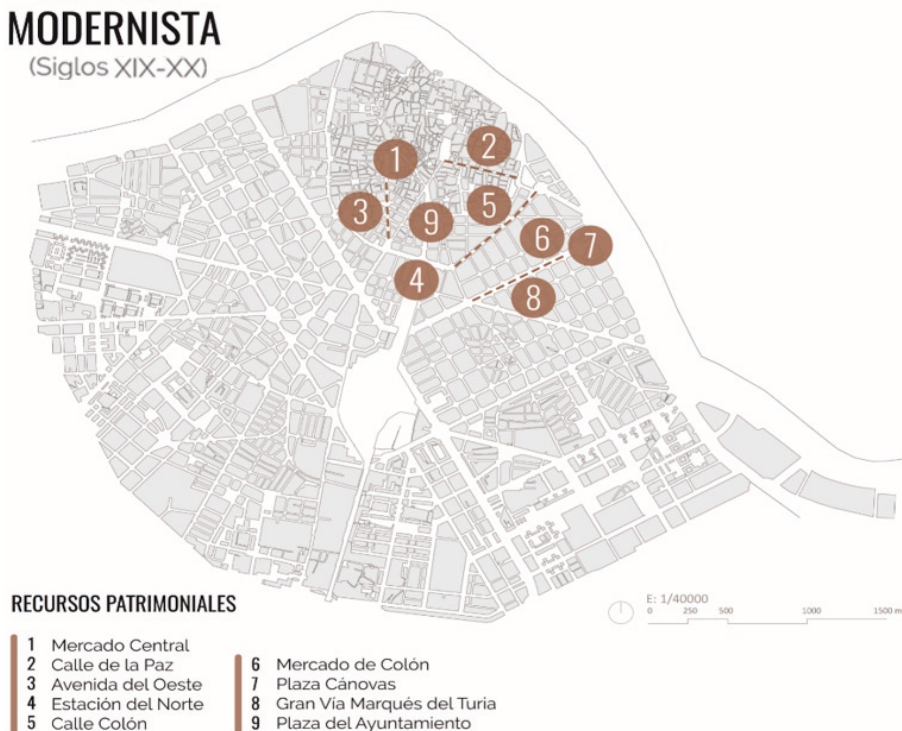 MODERNISTA
(Siglos XIX-XX)
1
2
3
5
9
6
7
4
8
RECURSOS PATRIMONIALES
E: 1/40000
0 250 500 1000 1500 m
1 Mercado Central
2 Calle de la Paz
3 Avenida del Oeste
4 Estación del Norte
5 Calle Colón
6 Mercado de Colón
7 Plaza Cánovas
8 Gran Vía Marqués del Turia
9 Plaza del Ayuntamiento